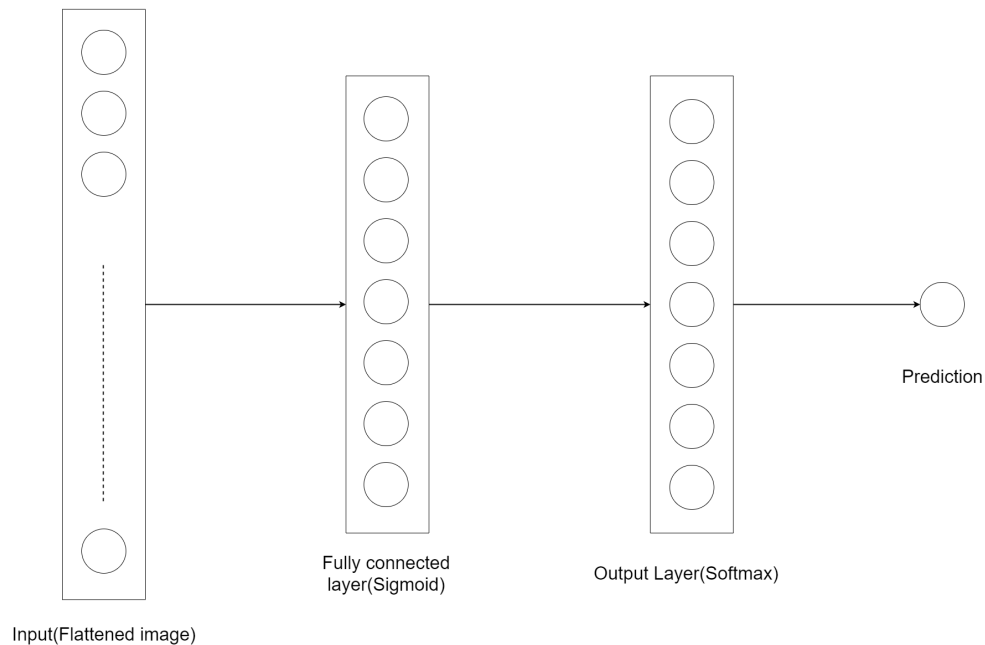 Input(Flattened image)
Fully connected
layer(Sigmoid)
Output Layer(Softmax)
Prediction